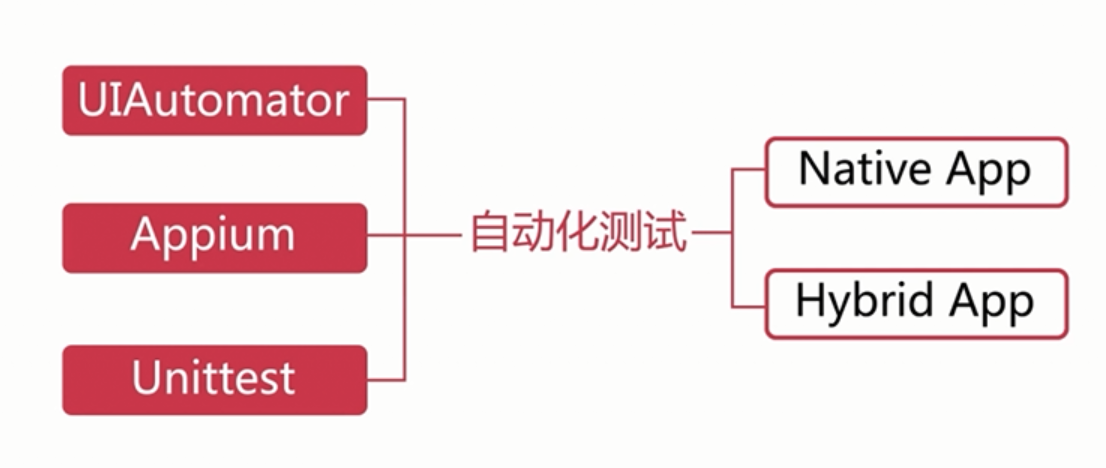 UIAutomator
Appium
Unittest
自动化测试
Native App
Hybrid App